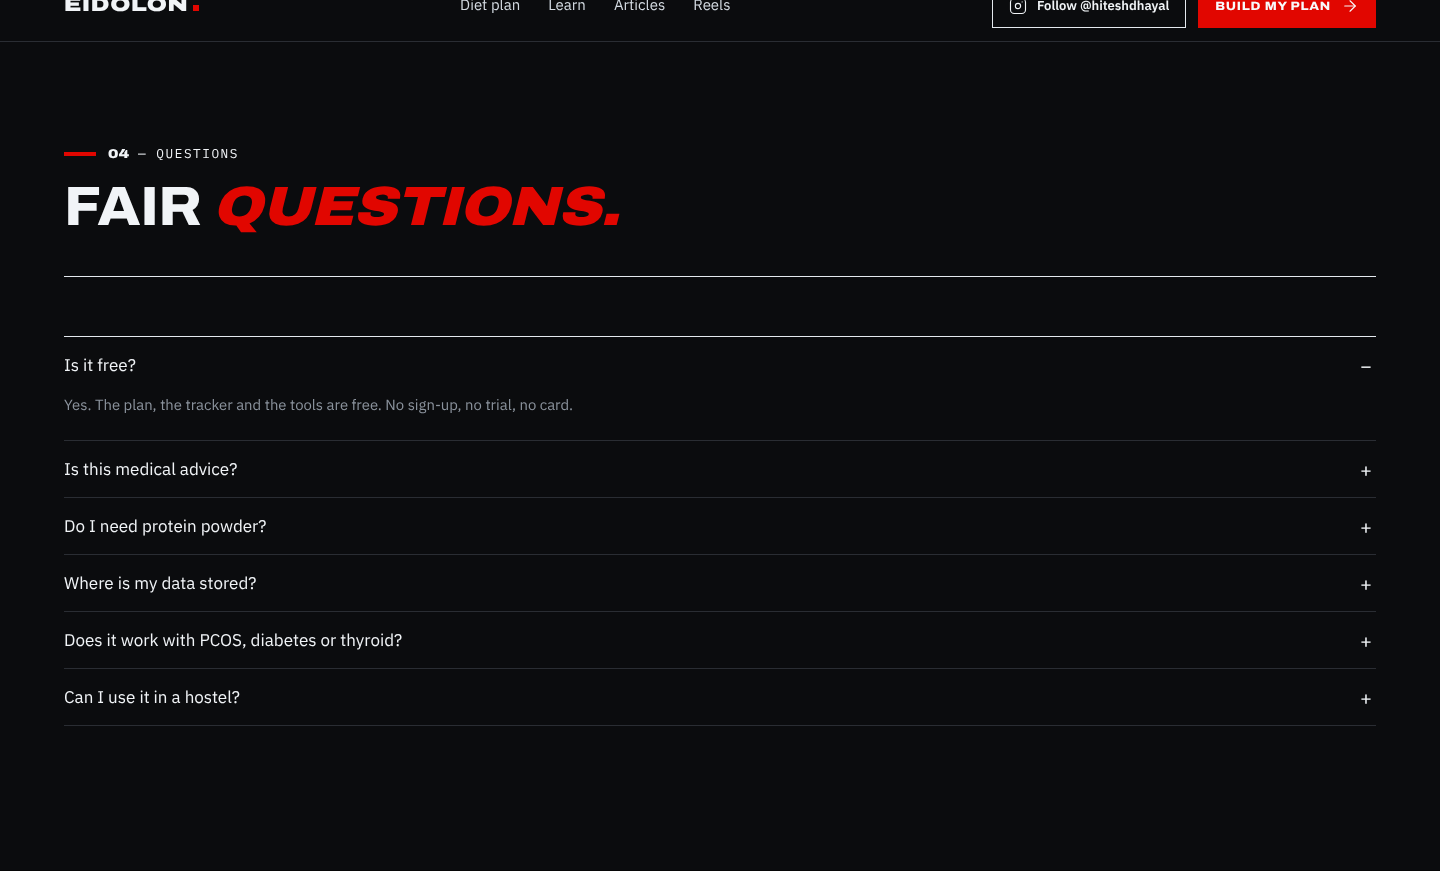 EIDOLON.
Diet plan
Learn
Articles
Reels
Follow @hiteshdhayal
BUILD MY PLAN →
04 — QUESTIONS
FAIR QUESTIONS.
Is it free? −
Yes. The plan, the tracker and the tools are free. No sign-up, no trial, no card.
Is this medical advice? +
Do I need protein powder? +
Where is my data stored? +
Does it work with PCOS, diabetes or thyroid? +
Can I use it in a hostel? +